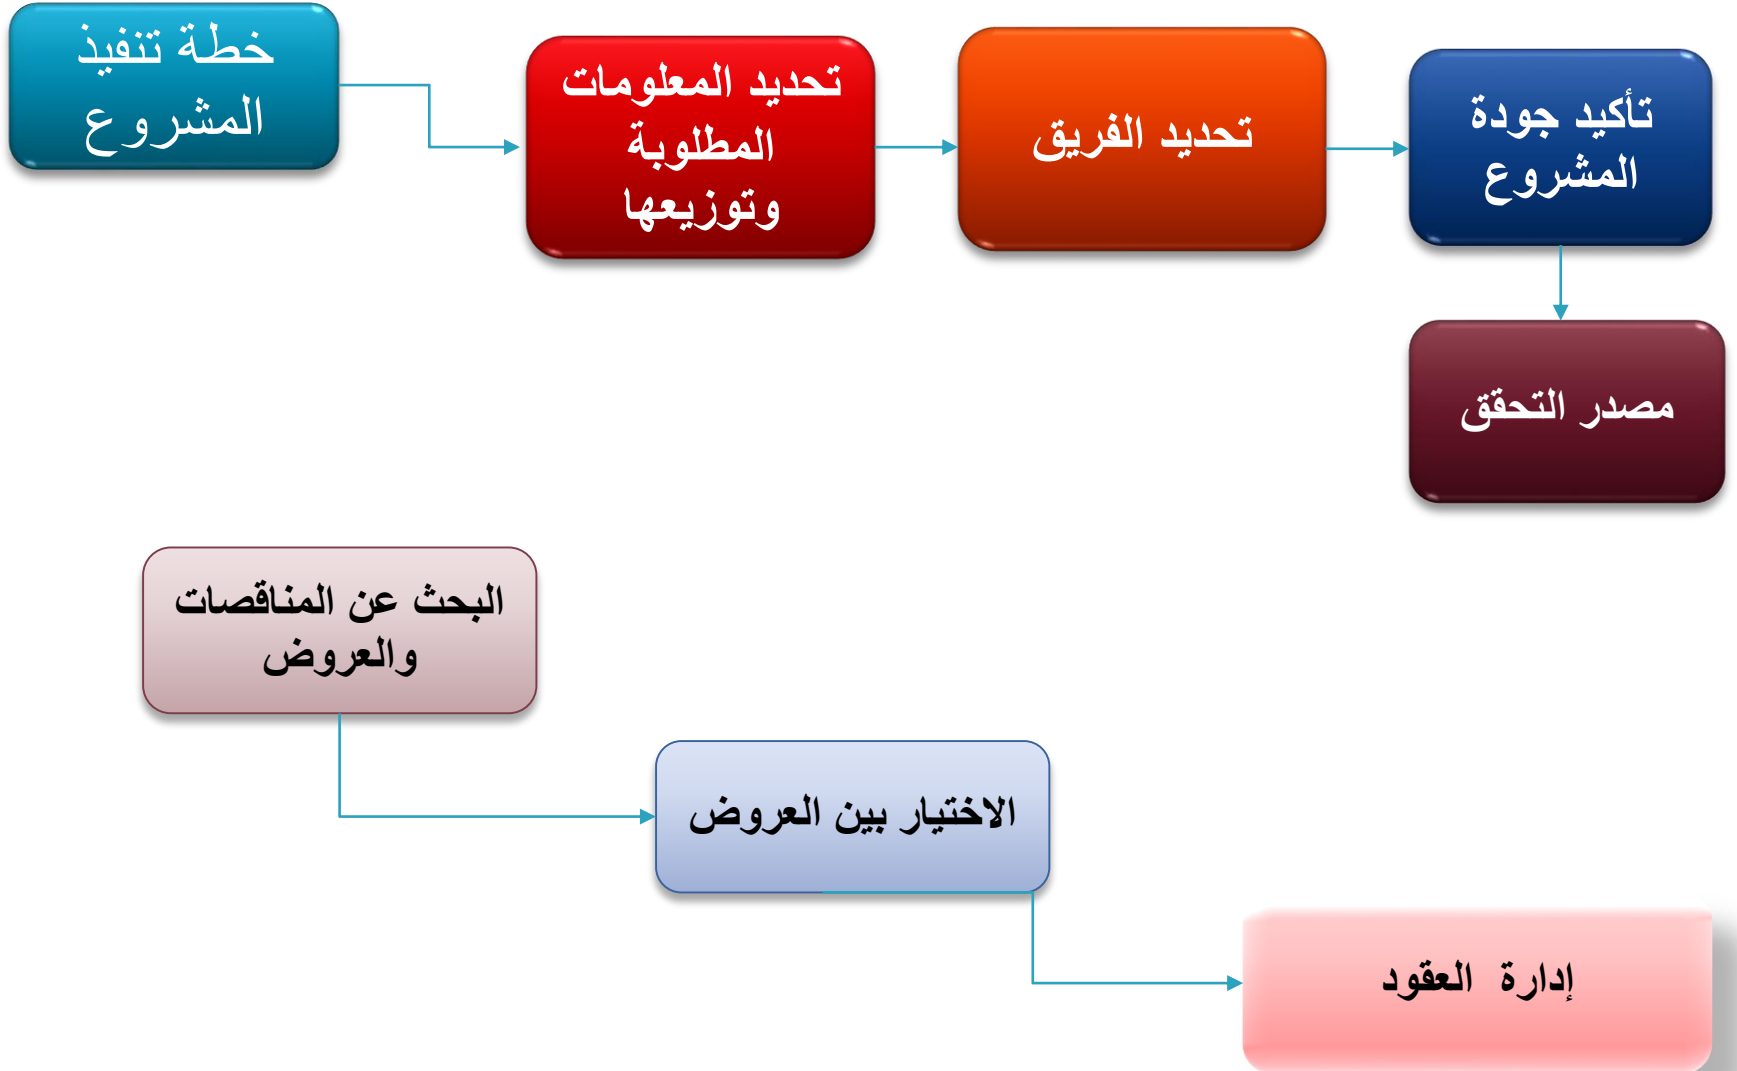 خطة تنفيذ
المشروع
تحديد المعلومات
المطلوبة
وتوزيعها
تحديد الفريق
تأكيد جودة
المشروع
مصدر التحقق
البحث عن المناقصات
والعروض
الاختيار بين العروض
إدارة العقود